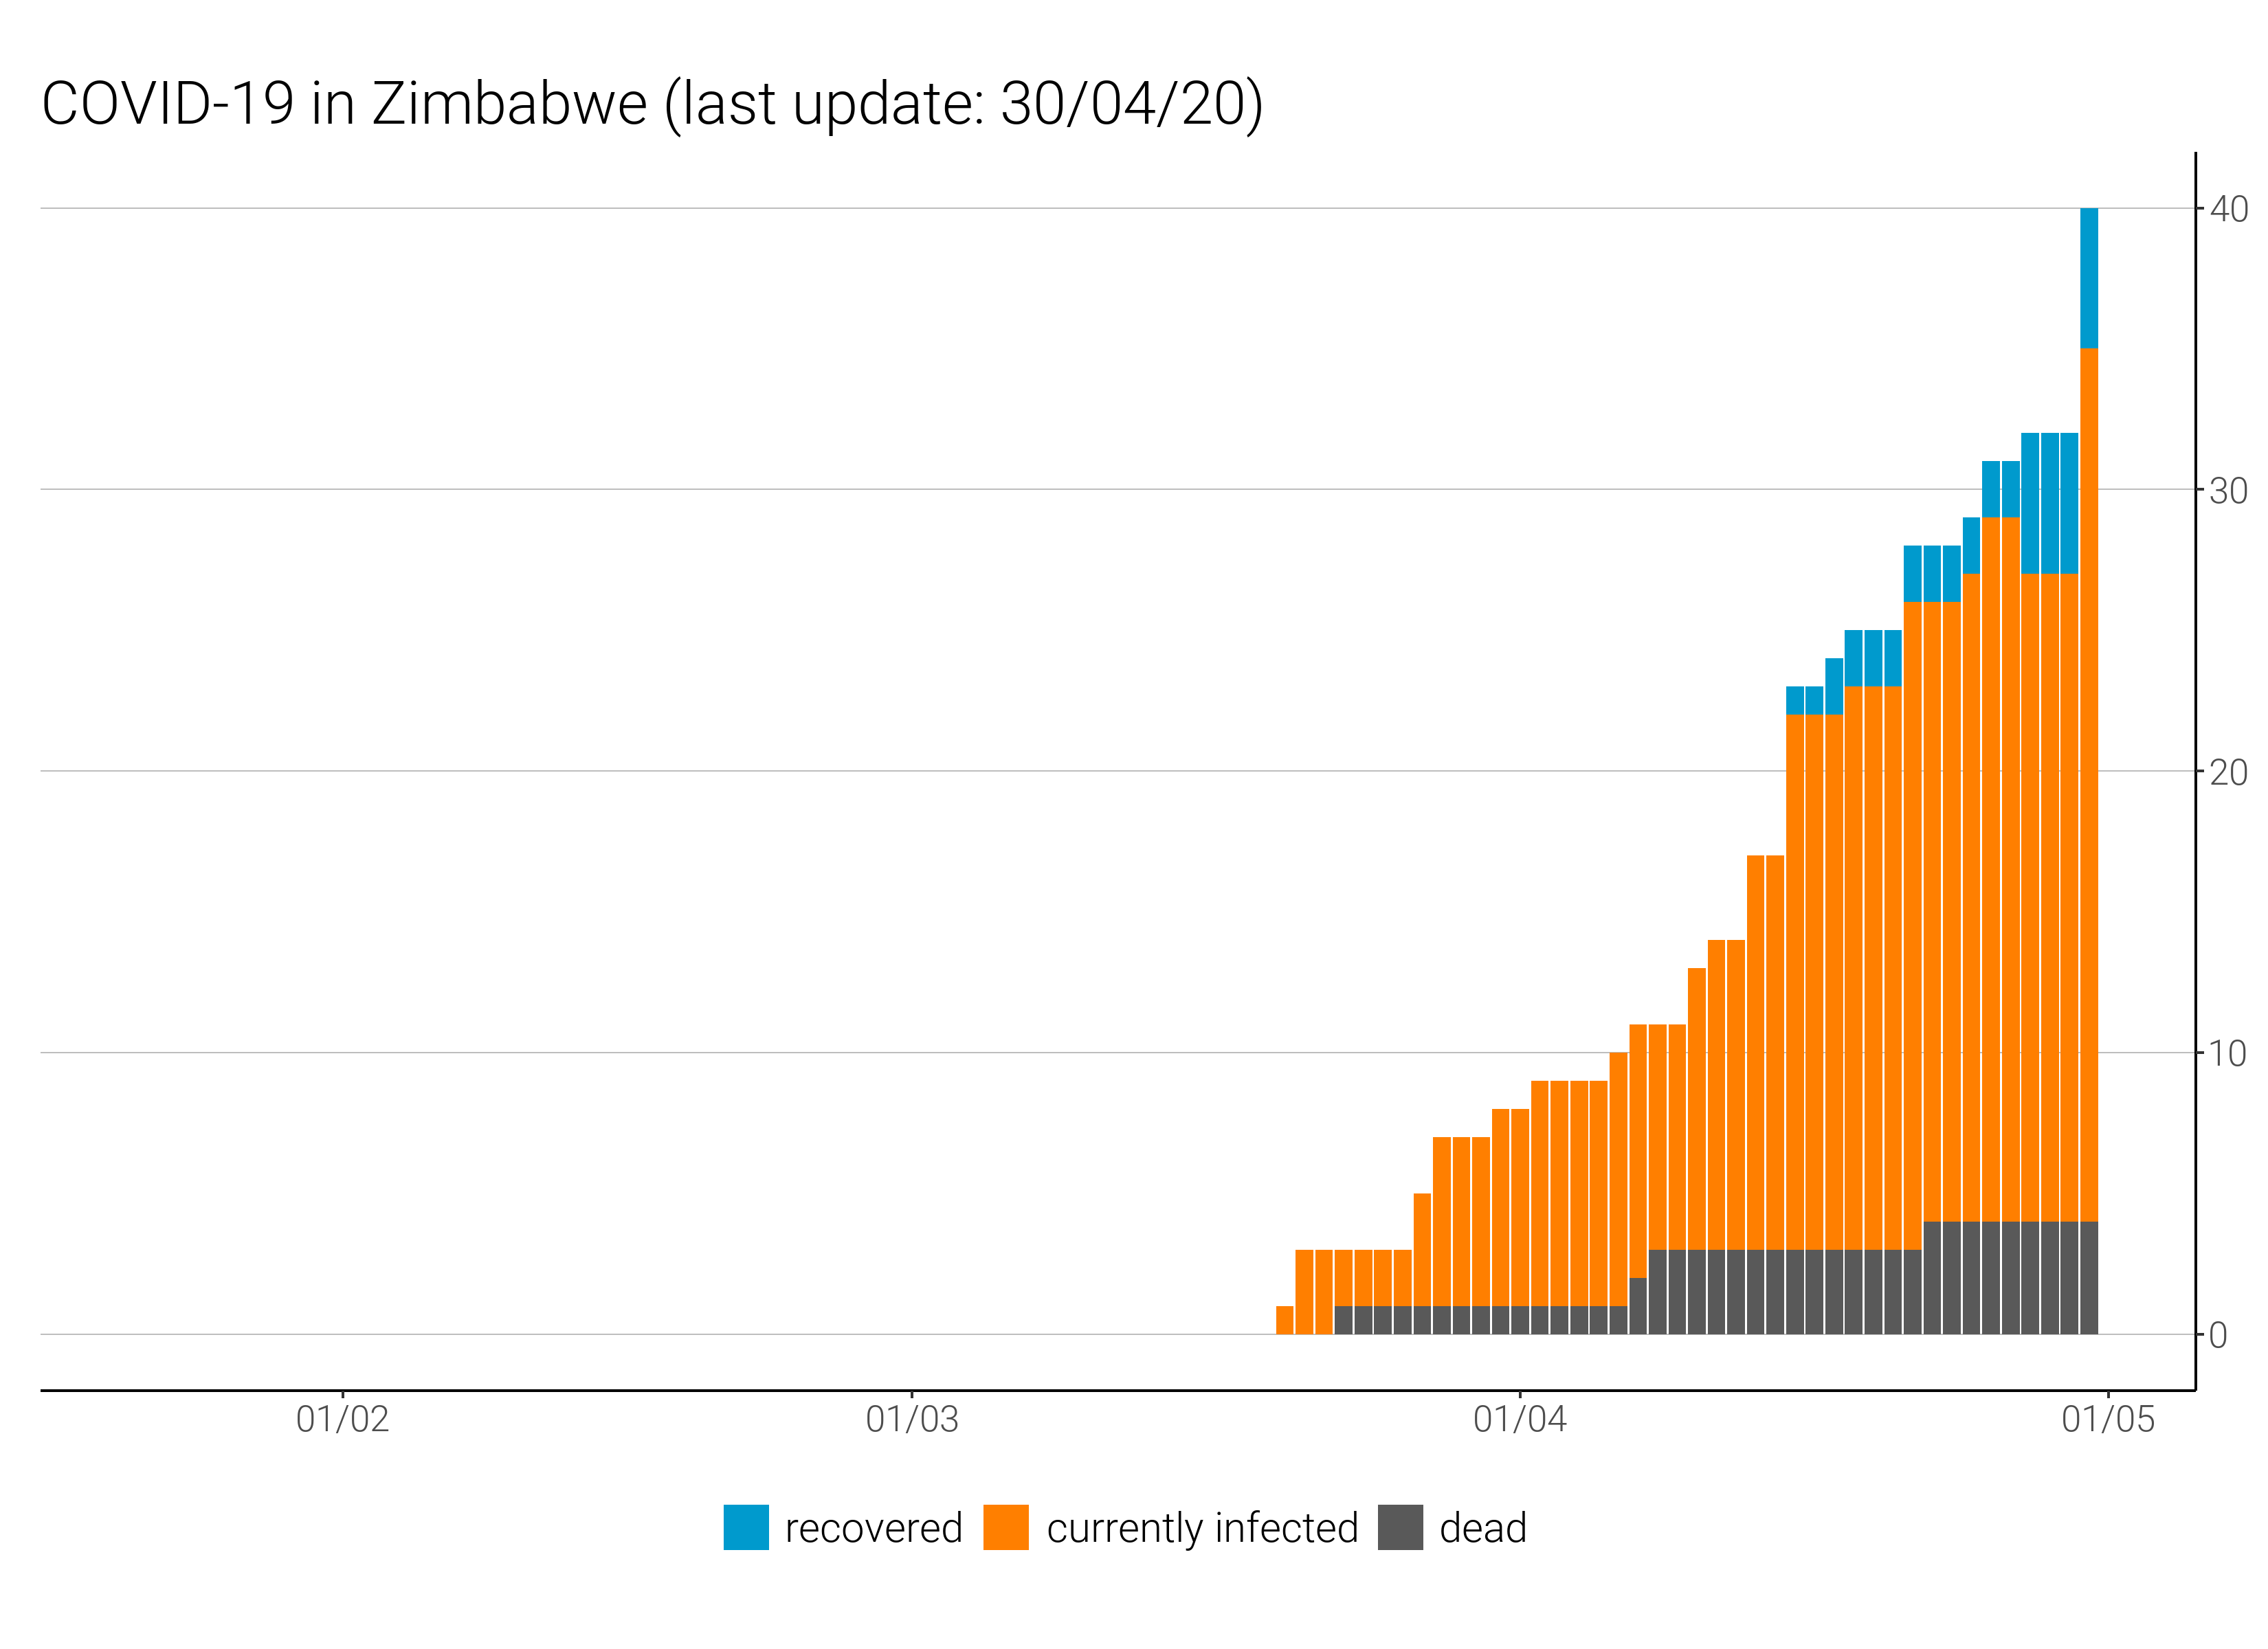 COVID-19 in Zimbabwe (last update: 30/04/20)
40
30
20
10
0
01/02 01/03 01/04 01/05
recovered currently infected dead